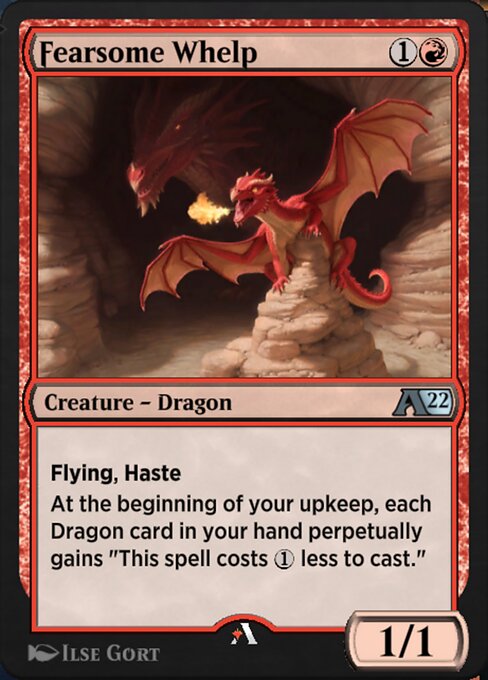 Fearsome Whelp 1
Creature – Dragon A22
Flying, Haste
At the beginning of your upkeep, each
Dragon card in your hand perpetually
gains "This spell costs 1 less to cast."
1/1
Ilse Gort